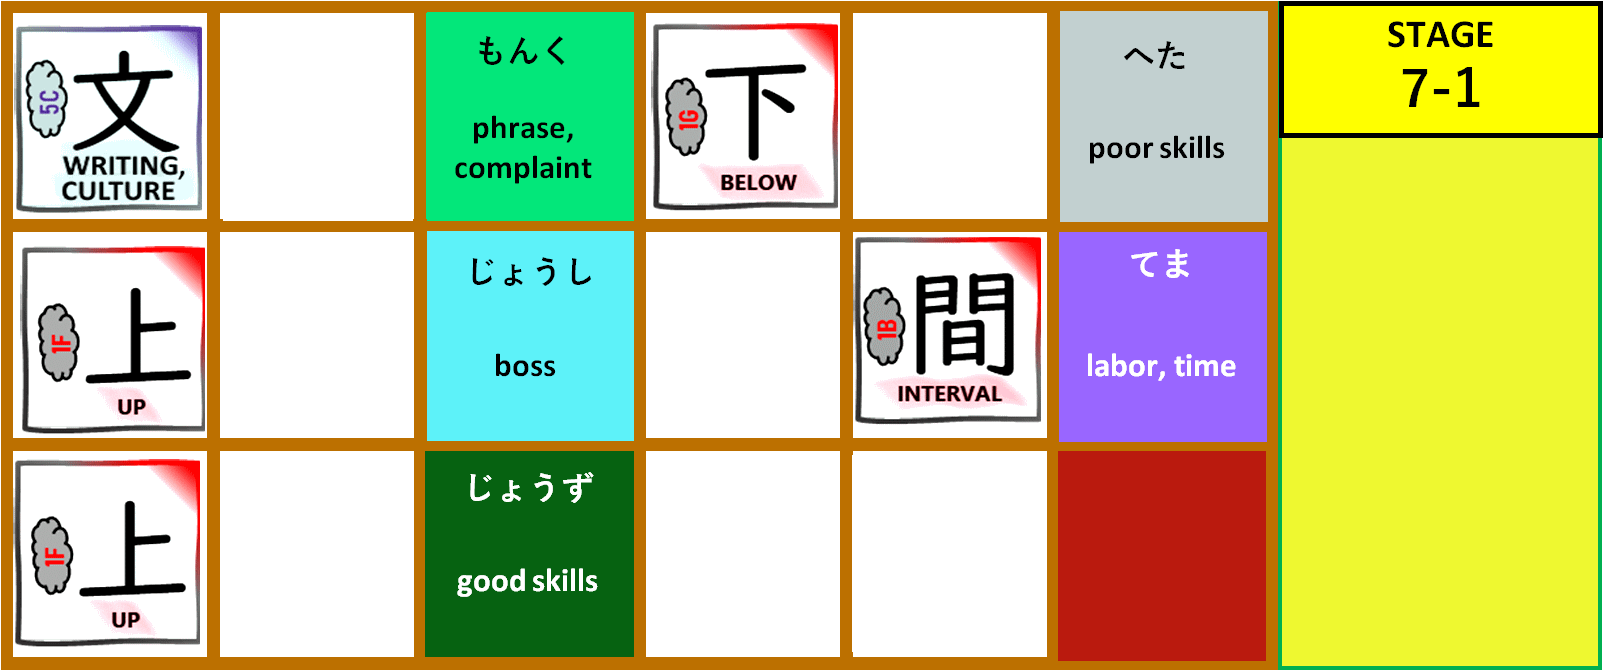 5C
文
WRITING,
CULTURE
もんく
phrase,
complaint
1G
下
BELOW
へた
poor skills
STAGE
7-1
1F
上
UP
じょうし
boss
1B
間
INTERVAL
てま
labor, time
1F
上
UP
じょうず
good skills